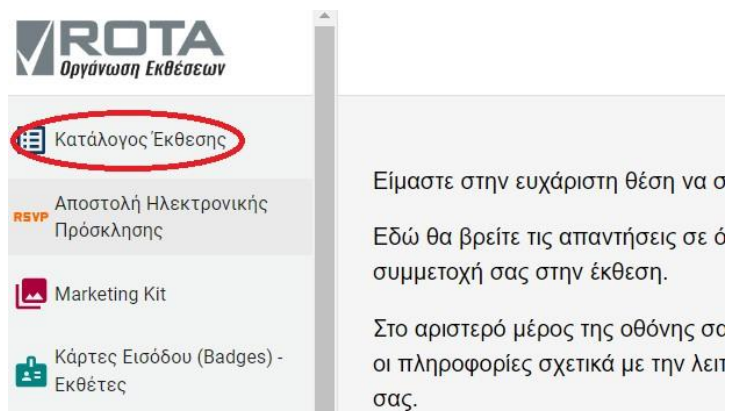 ROTA
Οργάνωση Εκθέσεων
Κατάλογος Έκθεσης
RSVP
Αποστολή Ηλεκτρονικής
Πρόσκλησης
Marketing Kit
Κάρτες Εισόδου (Badges) -
Εκθέτες
Είμαστε στην ευχάριστη θέση να σ
Εδώ θα βρείτε τις απαντήσεις σε ό
συμμετοχή σας στην έκθεση.
Στο αριστερό μέρος της οθόνης σα
οι πληροφορίες σχετικά με την λειτ
σας.